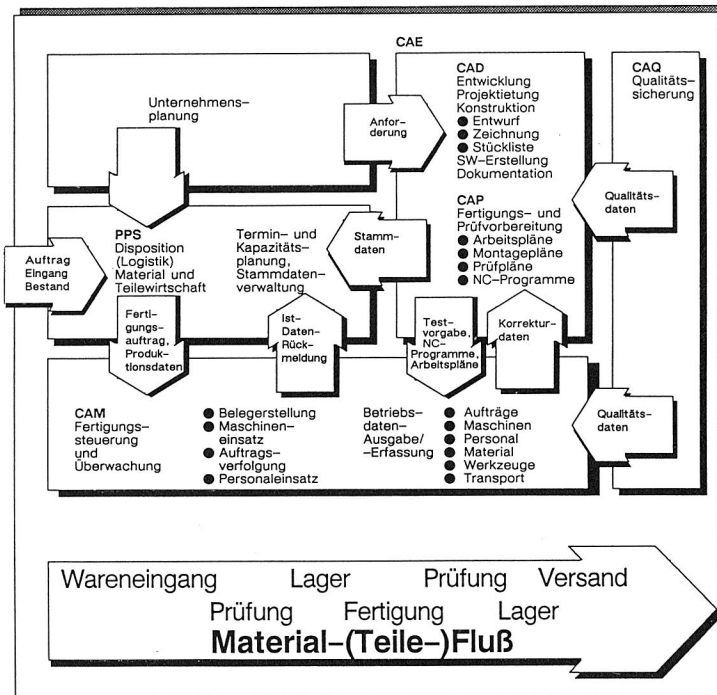 CAE
Unternehmens-
planung
Anfor-
derung
CAD
Entwicklung
Projektietung
Konstruktion
● Entwurf
● Zeichnung
● Stückliste
SW-Erstellung
Dokumentation
CAP
Fertigungs- und
Prüfvorbereitung
● Arbeitspläne
● Montagepläne
● Prüfpläne
● NC-Programme
CAQ
Qualitäts-
sicherung
Qualitäts-
daten
Auftrag
Eingang
Bestand
PPS
Disposition
(Logistik)
Material und
Teilewirtschaft
Termin- und
Kapazitäts-
planung,
Stammdaten-
verwaltung
Stamm-
daten
Ferti-
gungs-
auftrag,
Produk-
tionsdaten
Ist-
Daten-
Rück-
meldung
Test-
vorgabe,
NC-
Programme,
Arbeitspläne
Korrektur-
daten
CAM
Fertigungs-
steuerung
und
Überwachung
● Belegerstellung
● Maschinen-
einsatz
● Auftrags-
verfolgung
● Personaleinsatz
Betriebs-
daten-
Ausgabe/
-Erfassung
● Aufträge
● Maschinen
● Personal
● Material
● Werkzeuge
● Transport
Qualitäts-
daten
Wareneingang Lager Prüfung Versand
Prüfung Fertigung Lager
Material-(Teile-)Fluß